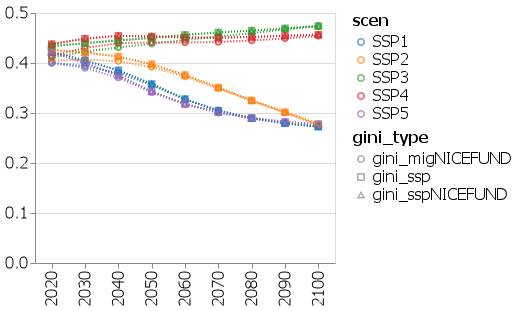 0.5
0.4
0.3
0.2
0.1
0.0
2020
2030
2040
2050
2060
2070
2080
2090
2100
scen
SSP1
SSP2
SSP3
SSP4
SSP5
gini_type
gini_migNICEFUND
gini_ssp
gini_sspNICEFUND